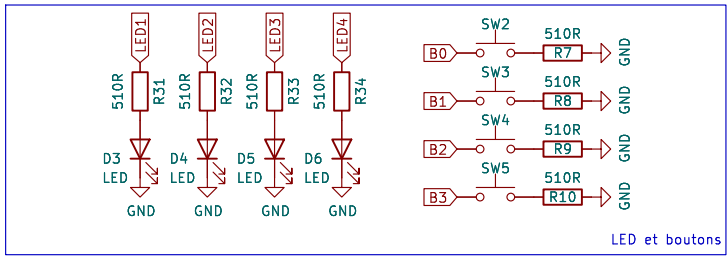 LED1 LED2 LED3 LED4
510R R31 510R R32 510R R33 510R R34
D3 D4 D5 D6
LED LED LED LED
GND GND GND GND
SW2
510R
B0 R7 GND
SW3
510R
B1 R8 GND
SW4
510R
B2 R9 GND
SW5
510R
B3 R10 GND
LED et boutons